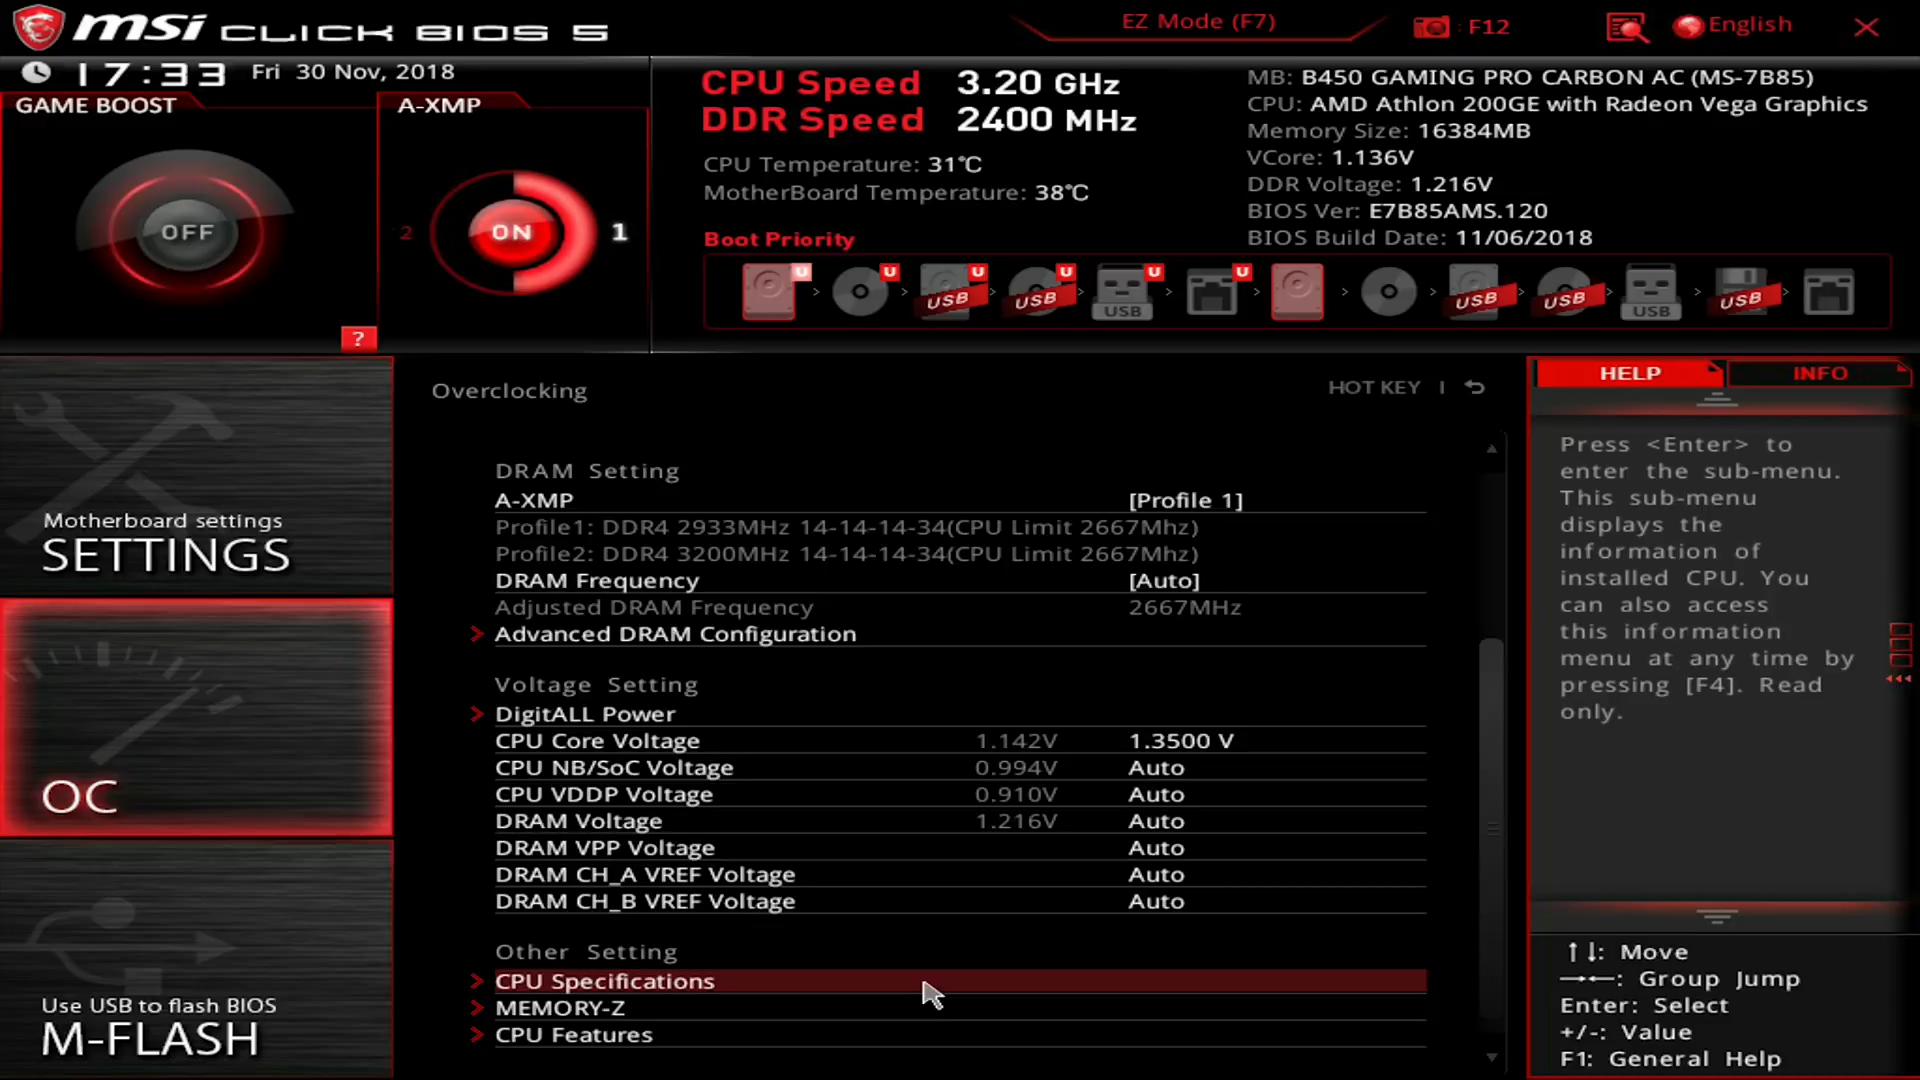 msi CLICK BIOS 5
EZ Mode (F7)
: F12
English
17:33 Fri 30 Nov, 2018
GAME BOOST
OFF
?
A-XMP
2
ON
1
CPU Speed 3.20 GHz
DDR Speed 2400 MHz
CPU Temperature: 31℃
MotherBoard Temperature: 38℃
MB: B450 GAMING PRO CARBON AC (MS-7B85)
CPU: AMD Athlon 200GE with Radeon Vega Graphics
Memory Size: 16384MB
VCore: 1.136V
DDR Voltage: 1.216V
BIOS Ver: E7B85AMS.120
BIOS Build Date: 11/06/2018
Boot Priority
U U U U U U
USB USB USB USB USB USB USB
Motherboard settings
SETTINGS
OC
Use USB to flash BIOS
M-FLASH
Overclocking
HOT KEY |
DRAM Setting
A-XMP [Profile 1]
Profile1: DDR4 2933MHz 14-14-14-34(CPU Limit 2667Mhz)
Profile2: DDR4 3200MHz 14-14-14-34(CPU Limit 2667Mhz)
DRAM Frequency [Auto]
Adjusted DRAM Frequency 2667MHz
> Advanced DRAM Configuration
Voltage Setting
> DigitALL Power
CPU Core Voltage 1.142V 1.3500 V
CPU NB/SoC Voltage 0.994V Auto
CPU VDDP Voltage 0.910V Auto
DRAM Voltage 1.216V Auto
DRAM VPP Voltage Auto
DRAM CH_A VREF Voltage Auto
DRAM CH_B VREF Voltage Auto
Other Setting
> CPU Specifications
> MEMORY-Z
> CPU Features
HELP
INFO
Press <Enter> to
enter the sub-menu.
This sub-menu
displays the
information of
installed CPU. You
can also access
this information
menu at any time by
pressing [F4]. Read
only.
↑↓: Move
→←: Group Jump
Enter: Select
+/-: Value
F1: General Help